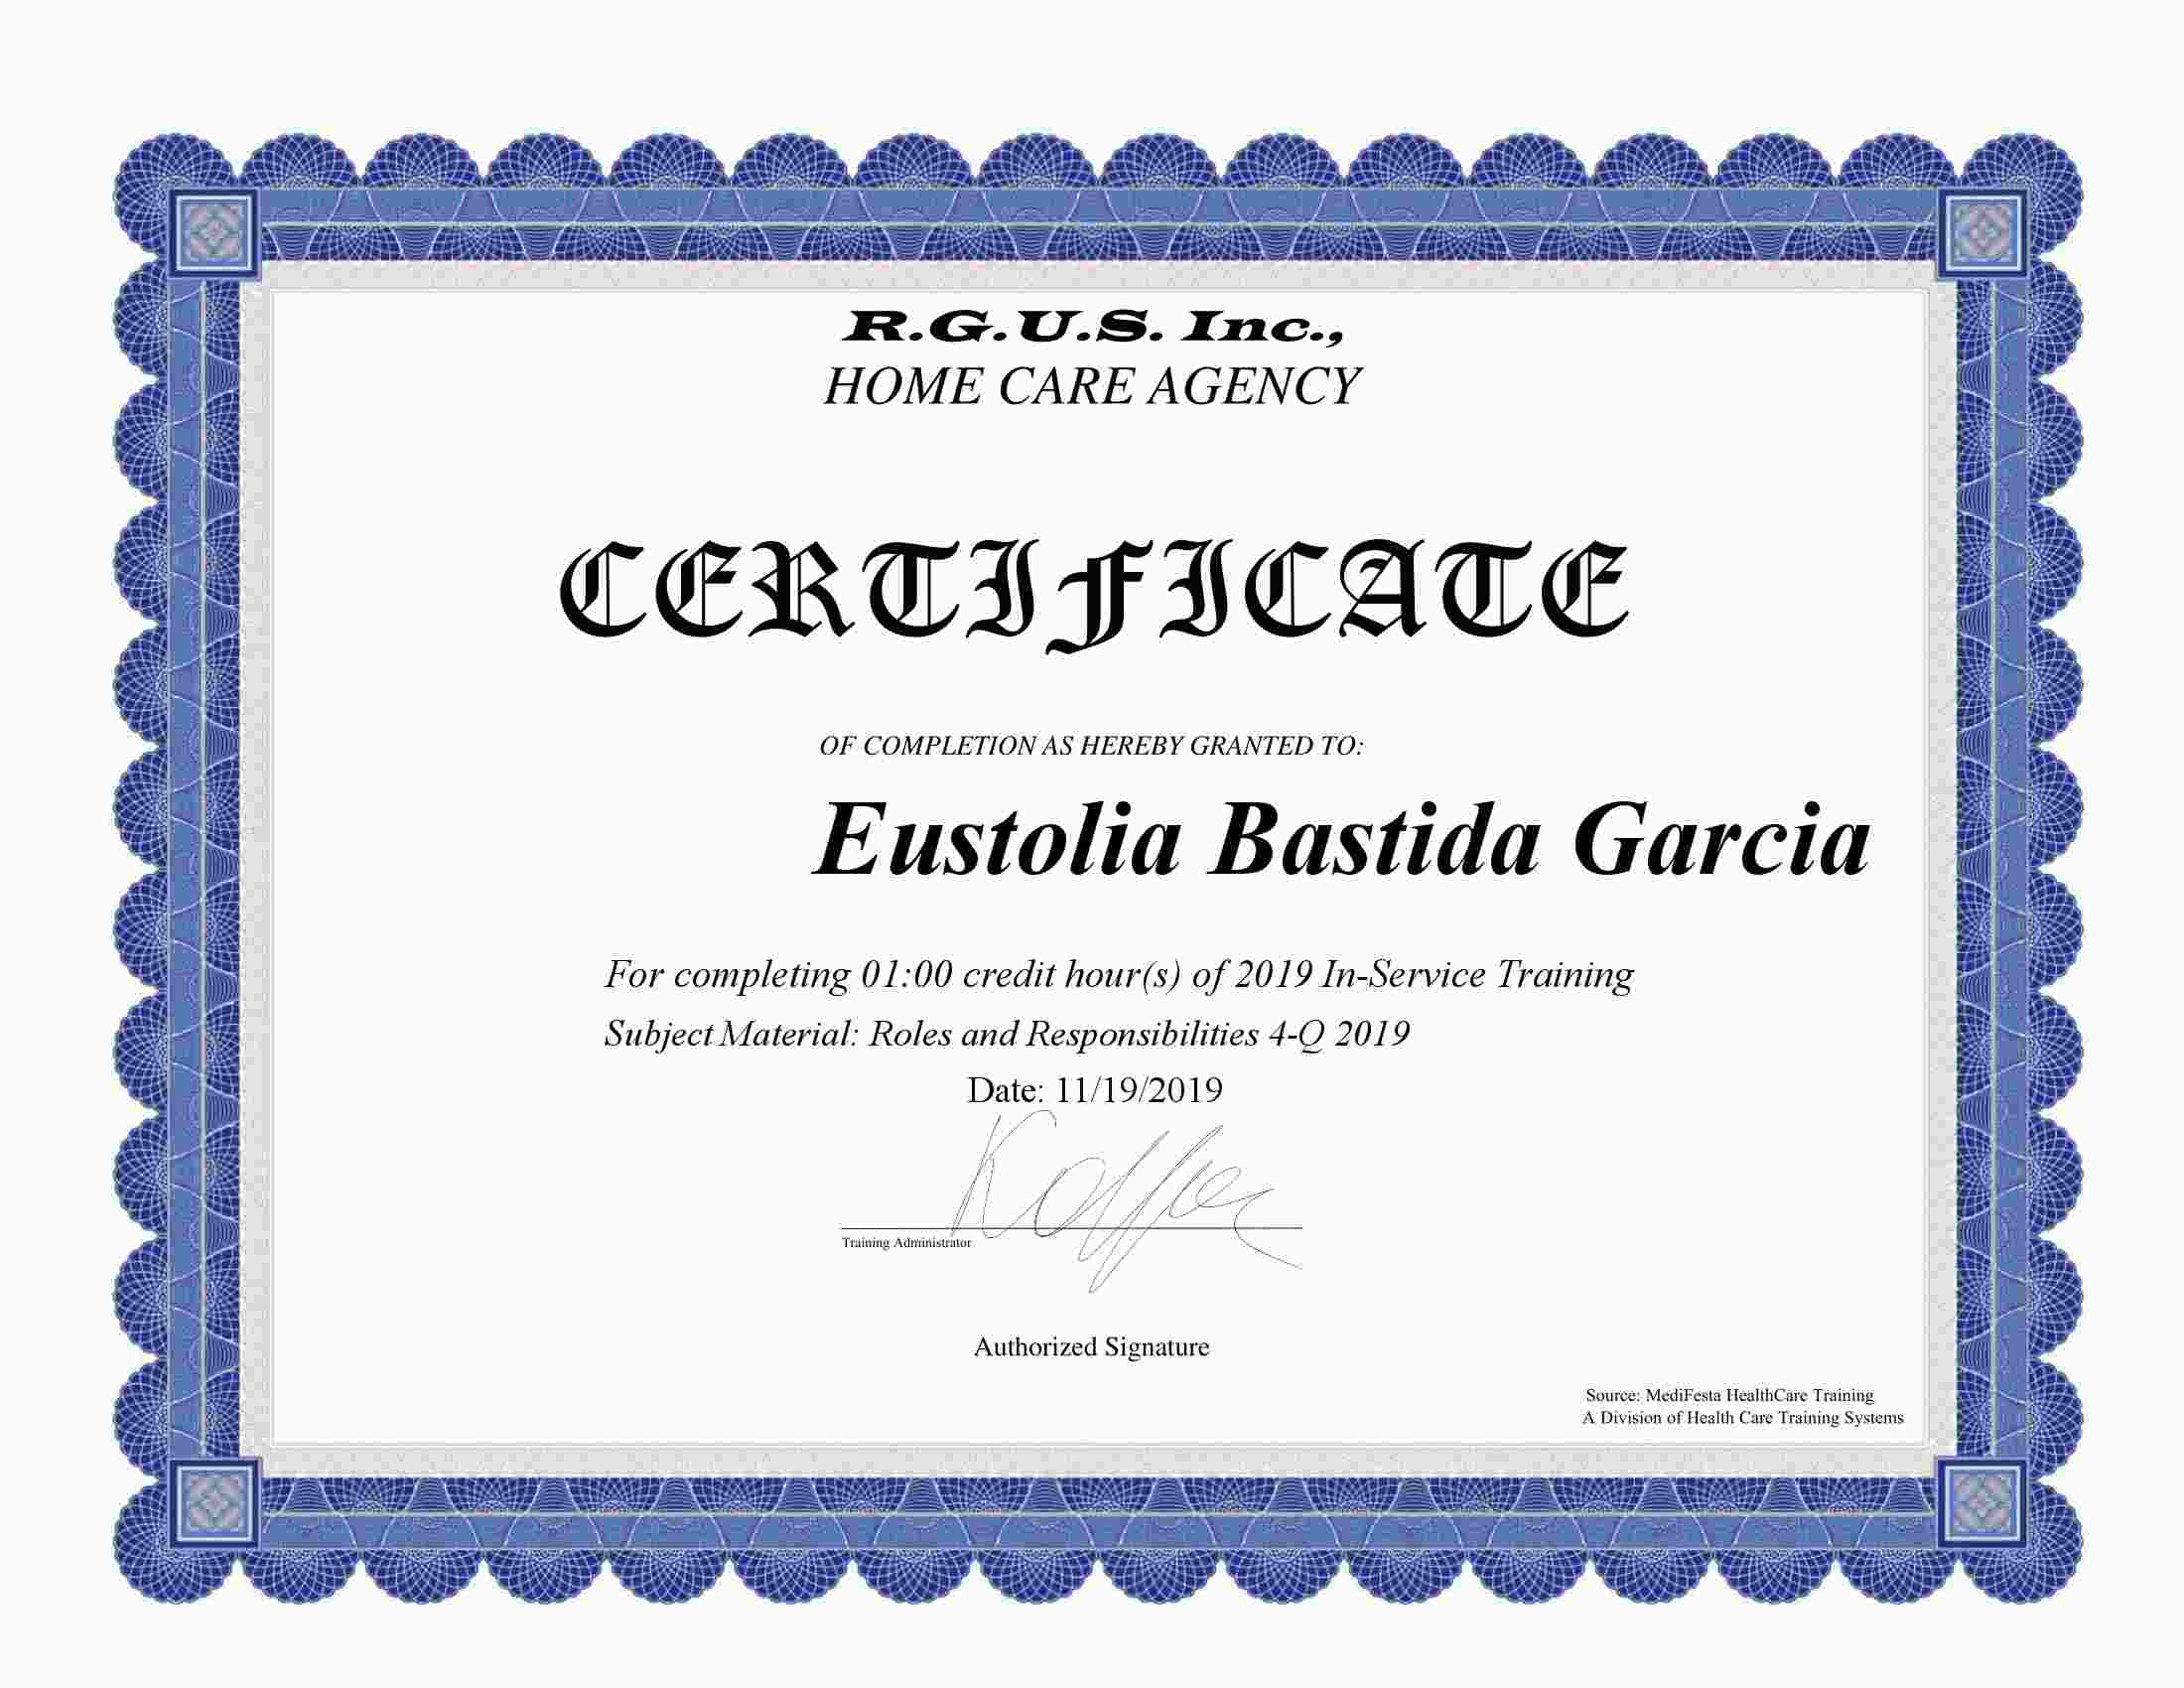 R.G.U.S. Inc.,
HOME CARE AGENCY
CERTIFICATE
OF COMPLETION AS HEREBY GRANTED TO:
Eustolia Bastida Garcia
For completing 01:00 credit hour(s) of 2019 In-Service Training
Subject Material: Roles and Responsibilities 4-Q 2019
Date: 11/19/2019
Training Administrator
Authorized Signature
Source: MediFesta HealthCare Training
A Division of Health Care Training Systems